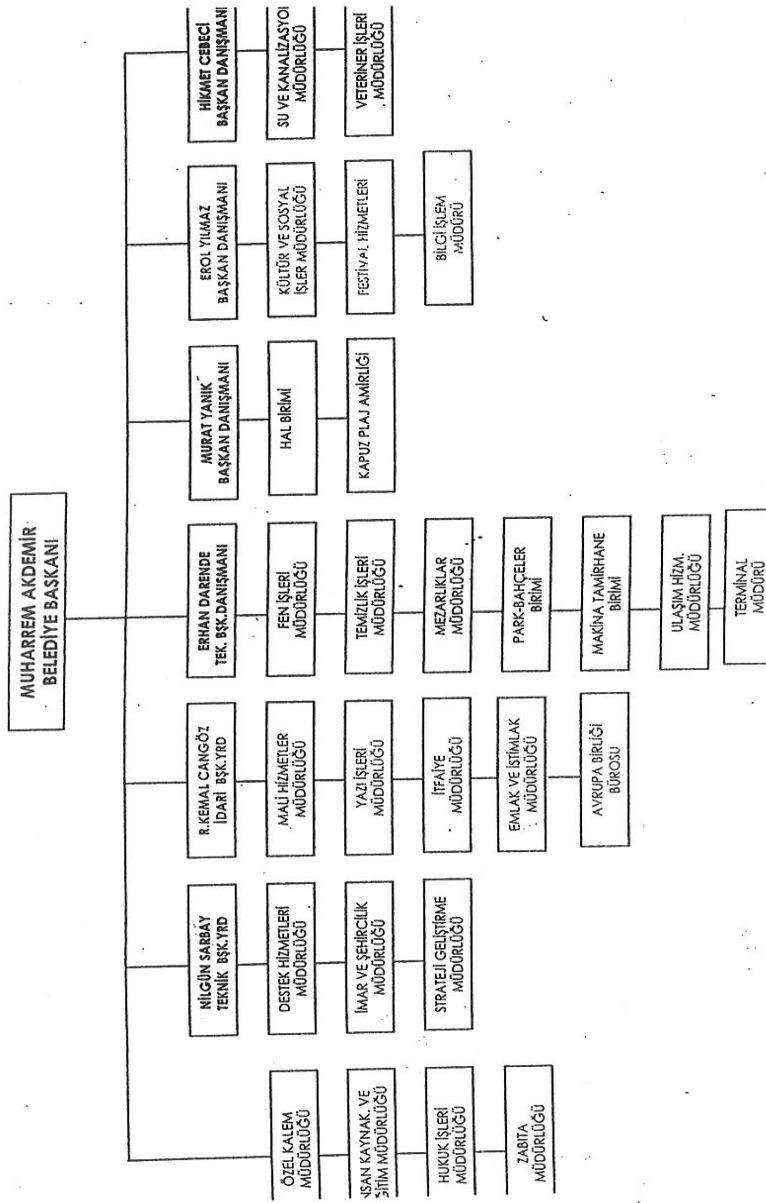 MUHARREM AKDEMİR
BELEDİYE BAŞKANI
ÖZEL KALEM
MÜDÜRLÜĞÜ
KAYNAK. VE
MÜDÜRLÜĞÜ
HUKUK İŞLERİ
MÜDÜRLÜĞÜ
ZABITA
MÜDÜRLÜĞÜ
NİLGÜN SARBAY
TEKNİK BŞK.YRD
DESTEK HİZMETLERİ
MÜDÜRLÜĞÜ
İMAR VE ŞEHİRCİLİK
MÜDÜRLÜĞÜ
STRATEJİ GELİŞTİRME
MÜDÜRLÜĞÜ
R.KEMAL CANGÖZ
İDARİ BŞK.YRD
MALİ HİZMETLER
MÜDÜRLÜĞÜ
YAZI İŞLERİ
MÜDÜRLÜĞÜ
İTFAİYE
MÜDÜRLÜĞÜ
EMLAK VE İSTİMLAK
MÜDÜRLÜĞÜ
AVRUPA BİRLİĞİ
BÜROSU
ERHAN DARENDE
TEK. BŞK.DANIŞMANI
FEN İŞLERİ
MÜDÜRLÜĞÜ
TEMİZLİK İŞLERİ
MÜDÜRLÜĞÜ
MEZARLIKLAR
MÜDÜRLÜĞÜ
PARK-BAHÇELER
BİRİMİ
MAKİNA TAMİRHANE
BİRİMİ
ULAŞIM HİZM.
MÜDÜRLÜĞÜ
TERMİNAL
MÜDÜRÜ
MURAT YANIK
BAŞKAN DANIŞMANI
HAL BİRİMİ
KAPUZ PLAJ AMİRLİĞİ
EROL YILMAZ
BAŞKAN DANIŞMANI
KÜLTÜR VE SOSYAL
İŞLER MÜDÜRLÜĞÜ
FESTİVAL HİZMETLERİ
BİLGİ İŞLEM
MÜDÜRÜ
HİKMET CEBECİ
BAŞKAN DANIŞMANI
SU VE KANALİZASYO
MÜDÜRLÜĞÜ
VETERİNER İŞLERİ
MÜDÜRLÜĞÜ